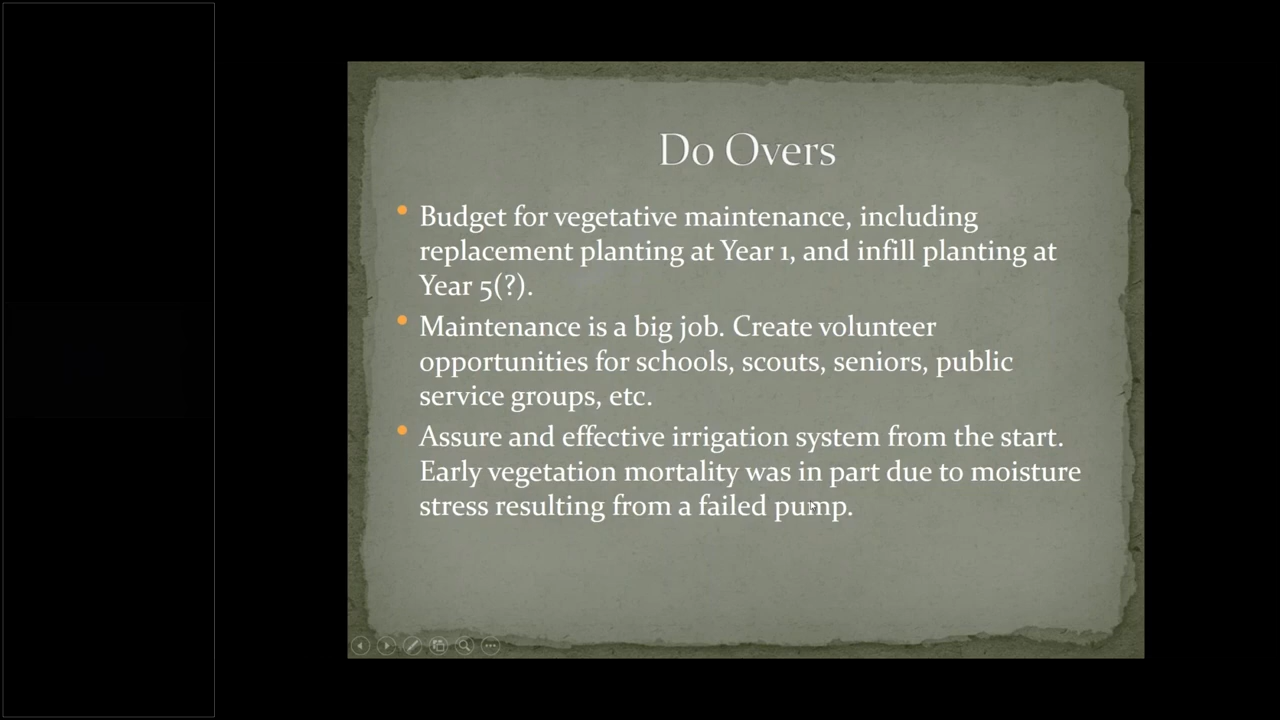 Do Overs
Budget for vegetative maintenance, including
replacement planting at Year 1, and infill planting at
Year 5(?).
Maintenance is a big job. Create volunteer
opportunities for schools, scouts, seniors, public
service groups, etc.
Assure and effective irrigation system from the start.
Early vegetation mortality was in part due to moisture
stress resulting from a failed pump.